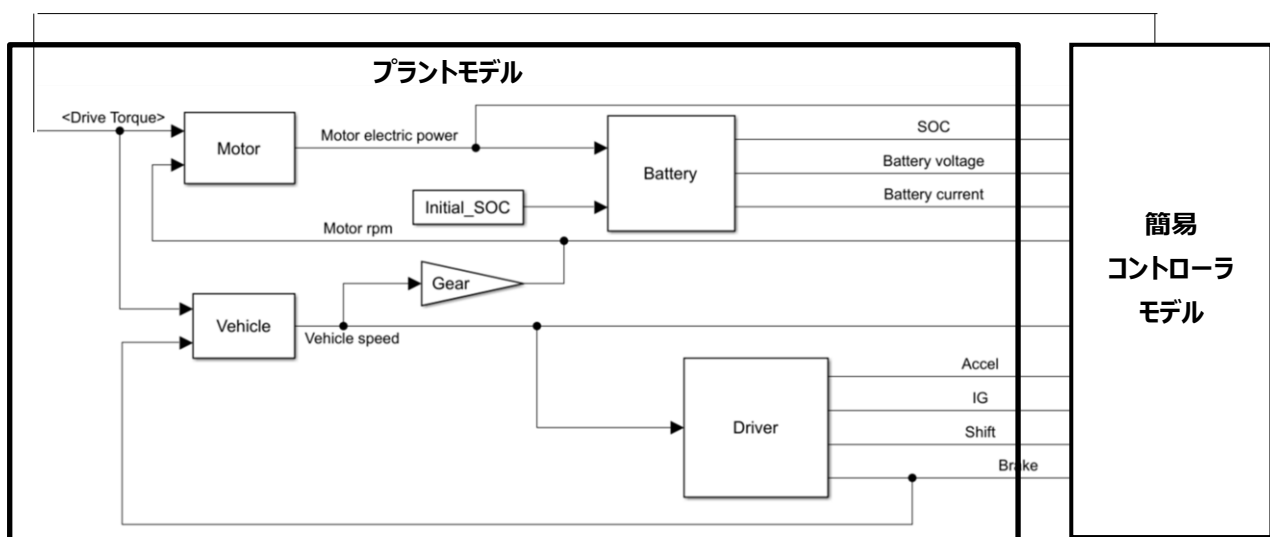 プラントモデル
<Drive Torque>
Motor
Motor electric power
SOC
Battery voltage
Battery
Battery current
Initial_SOC
Motor rpm
Gear
Vehicle
Vehicle speed
Accel
IG
Driver
Shift
Brake
簡易
コントローラ
モデル